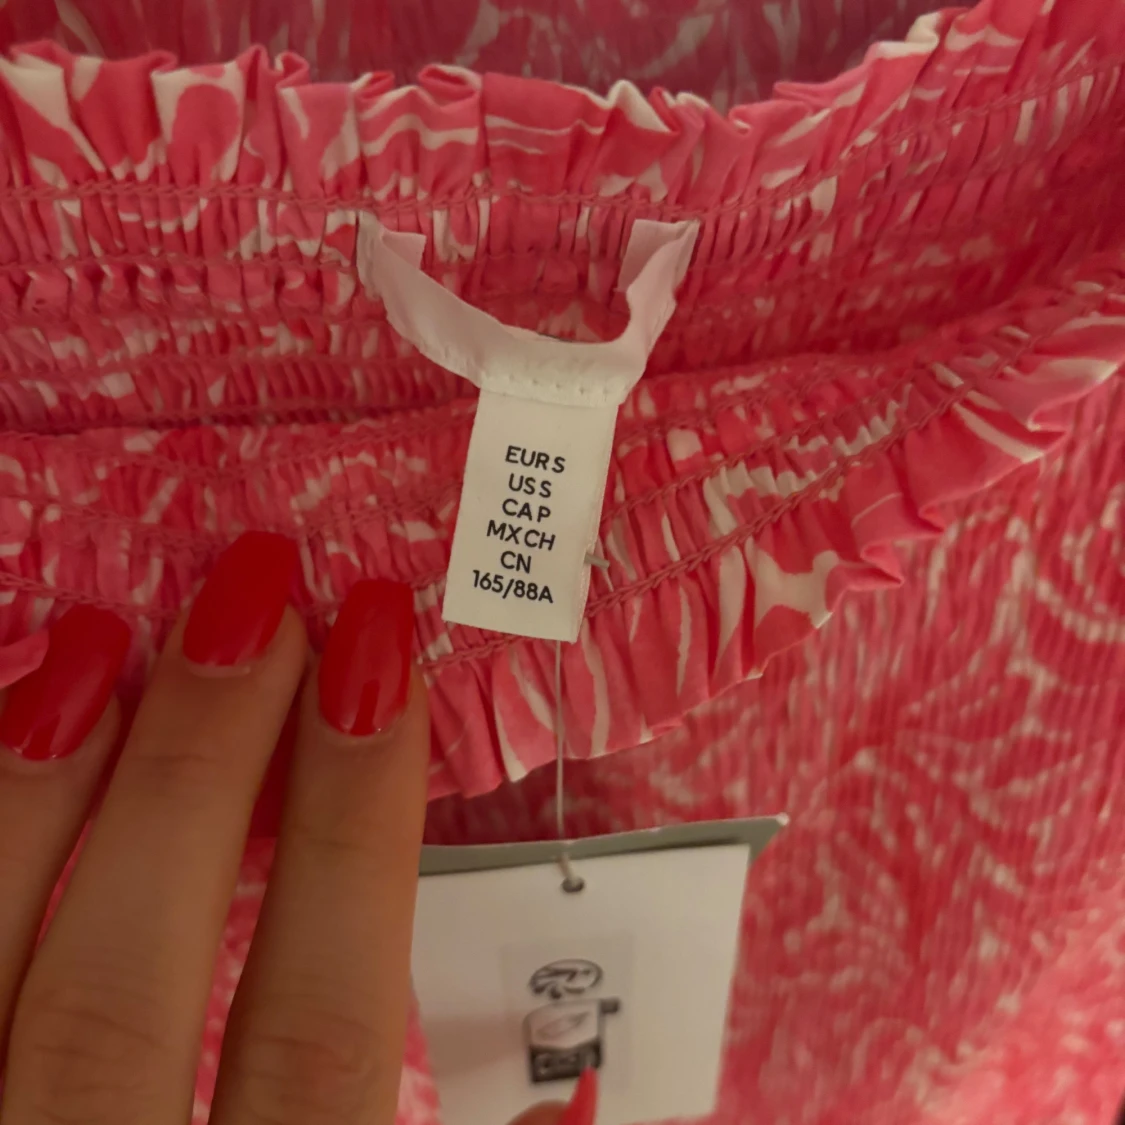 EUR S
US S
CA P
MX CH
CN
165/88A